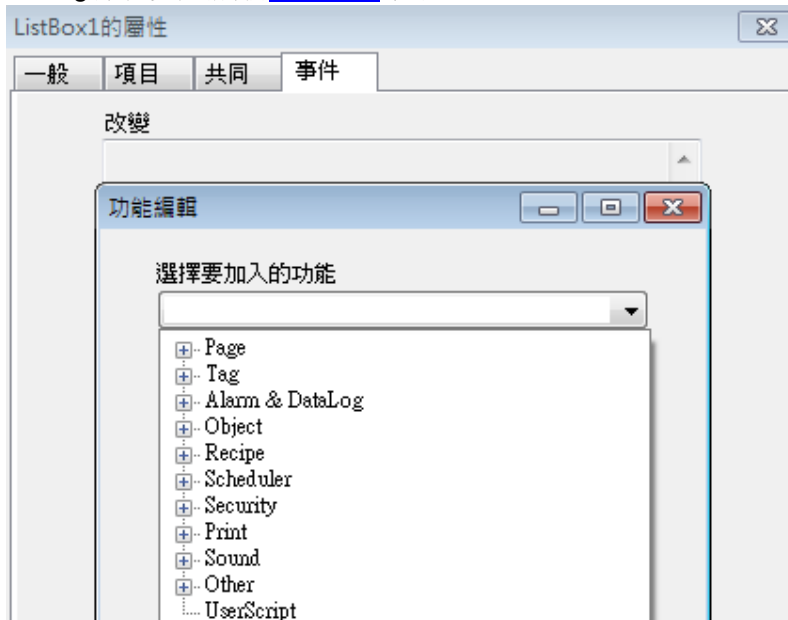 ListBox1的屬性
一般 項目 共同 事件
改變
功能編輯
選擇要加入的功能
Page
Tag
Alarm & DataLog
Object
Recipe
Scheduler
Security
Print
Sound
Other
UserScript